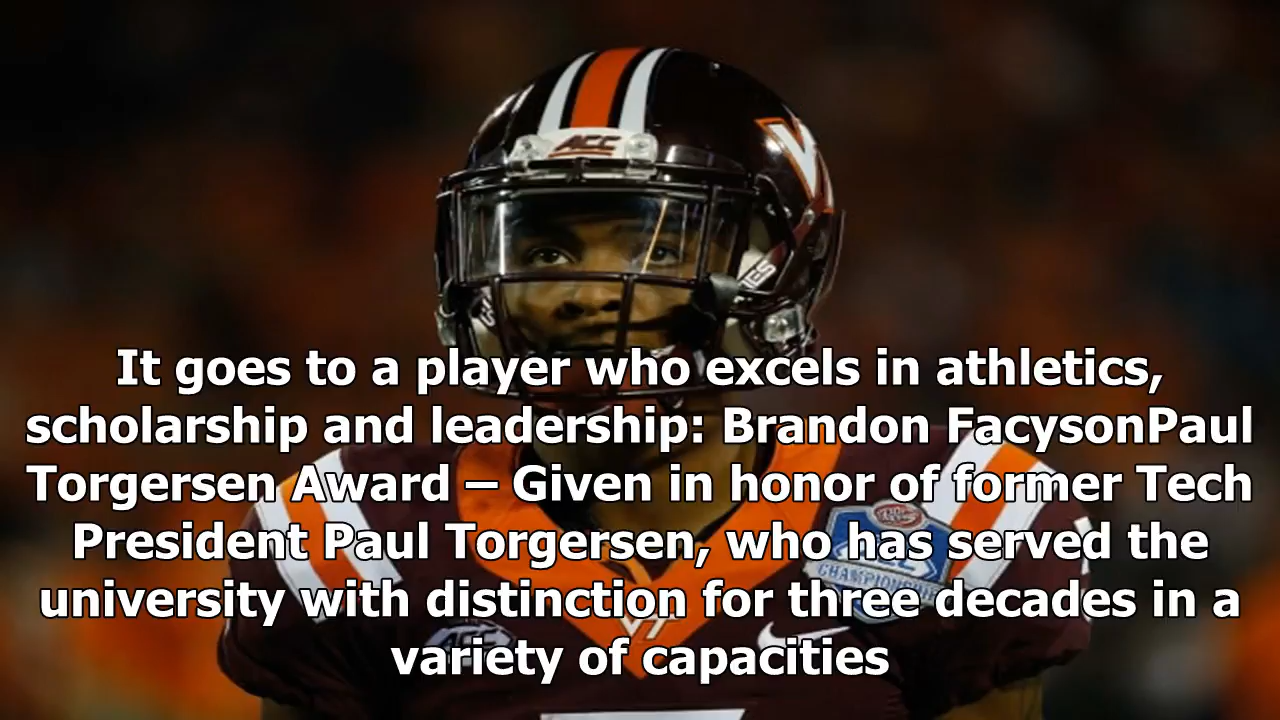 ACC
It goes to a player who excels in athletics,
scholarship and leadership: Brandon FacysonPaul
Torgersen Award – Given in honor of former Tech
President Paul Torgersen, who has served the
university with distinction for three decades in a
variety of capacities